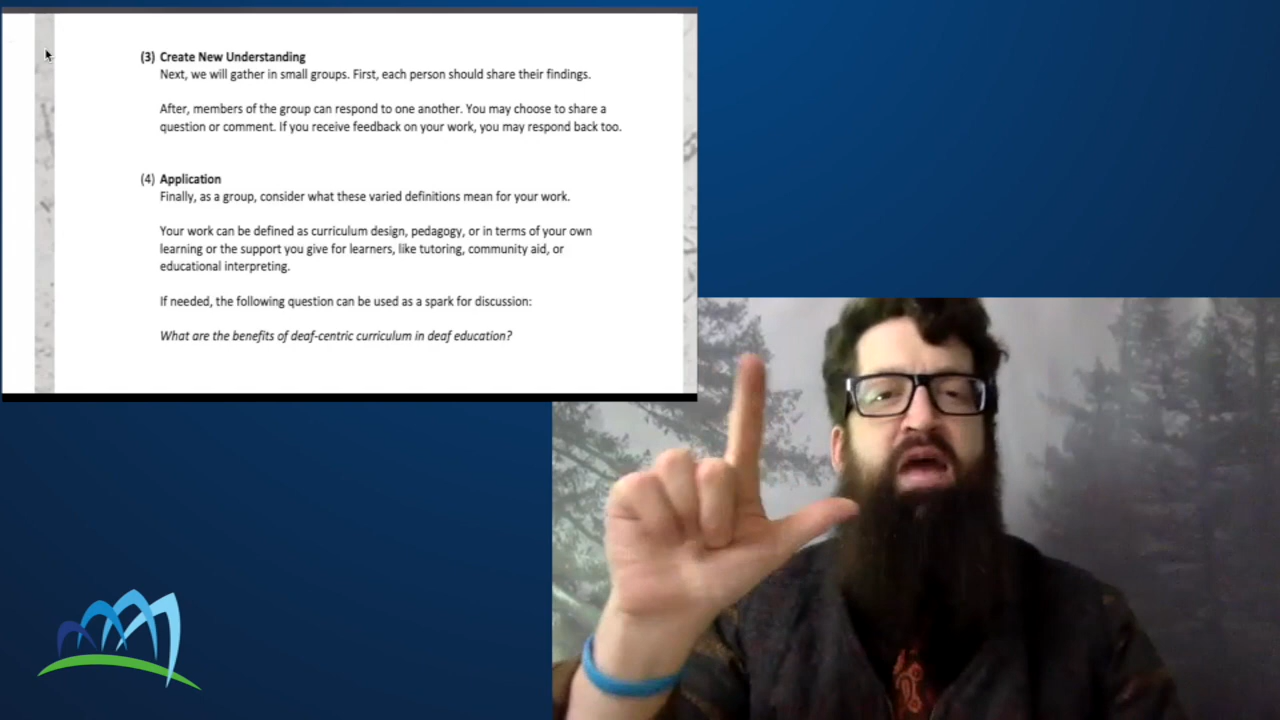 (3) Create New Understanding
Next, we will gather in small groups. First, each person should share their findings.
After, members of the group can respond to one another. You may choose to share a
question or comment. If you receive feedback on your work, you may respond back too.
(4) Application
Finally, as a group, consider what these varied definitions mean for your work.
Your work can be defined as curriculum design, pedagogy, or in terms of your own
learning or the support you give for learners, like tutoring, community aid, or
educational interpreting.
If needed, the following question can be used as a spark for discussion:
What are the benefits of deaf-centric curriculum in deaf education?